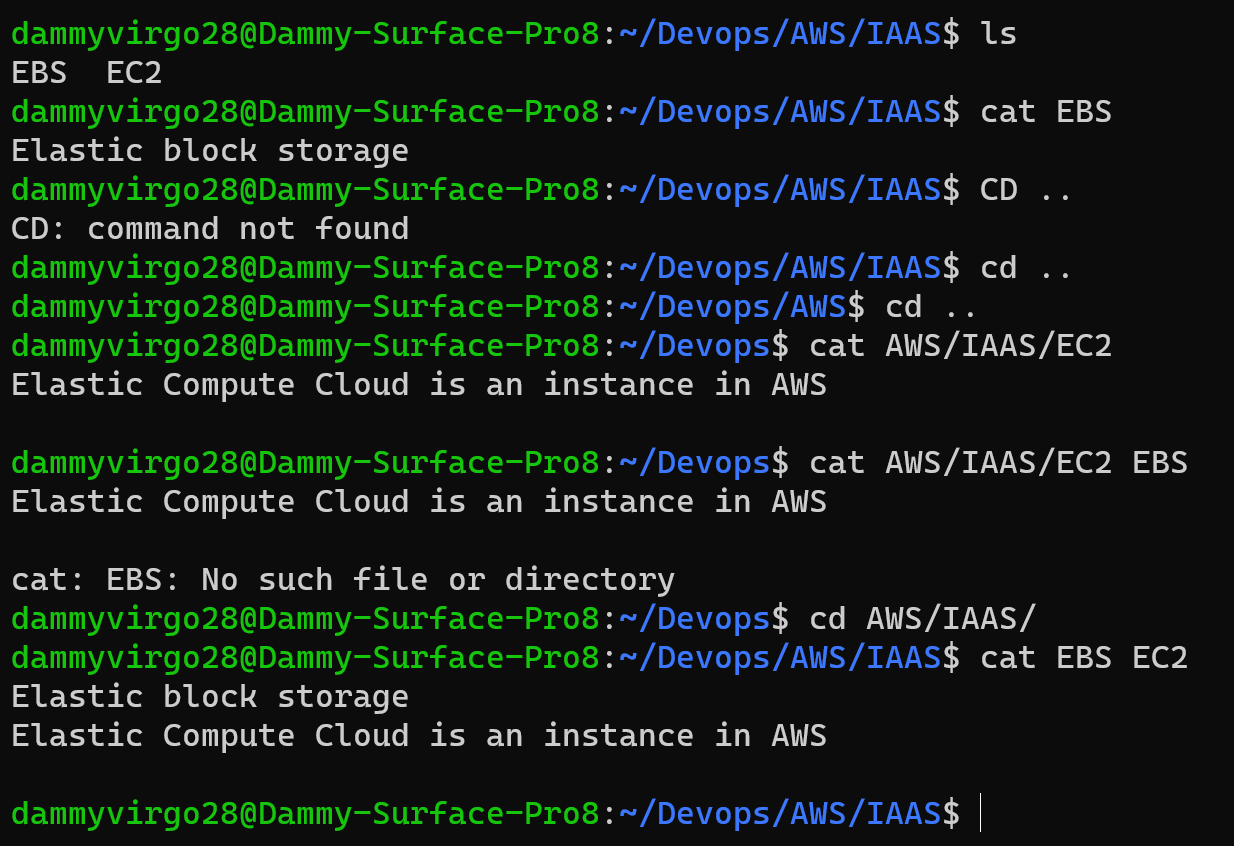 dammyvirgo28@Dammy-Surface-Pro8:~/Devops/AWS/IAAS$ ls
EBS  EC2
dammyvirgo28@Dammy-Surface-Pro8:~/Devops/AWS/IAAS$ cat EBS
Elastic block storage
dammyvirgo28@Dammy-Surface-Pro8:~/Devops/AWS/IAAS$ CD ..
CD: command not found
dammyvirgo28@Dammy-Surface-Pro8:~/Devops/AWS/IAAS$ cd ..
dammyvirgo28@Dammy-Surface-Pro8:~/Devops/AWS$ cd ..
dammyvirgo28@Dammy-Surface-Pro8:~/Devops$ cat AWS/IAAS/EC2
Elastic Compute Cloud is an instance in AWS

dammyvirgo28@Dammy-Surface-Pro8:~/Devops$ cat AWS/IAAS/EC2 EBS
Elastic Compute Cloud is an instance in AWS

cat: EBS: No such file or directory
dammyvirgo28@Dammy-Surface-Pro8:~/Devops$ cd AWS/IAAS/
dammyvirgo28@Dammy-Surface-Pro8:~/Devops/AWS/IAAS$ cat EBS EC2
Elastic block storage
Elastic Compute Cloud is an instance in AWS

dammyvirgo28@Dammy-Surface-Pro8:~/Devops/AWS/IAAS$